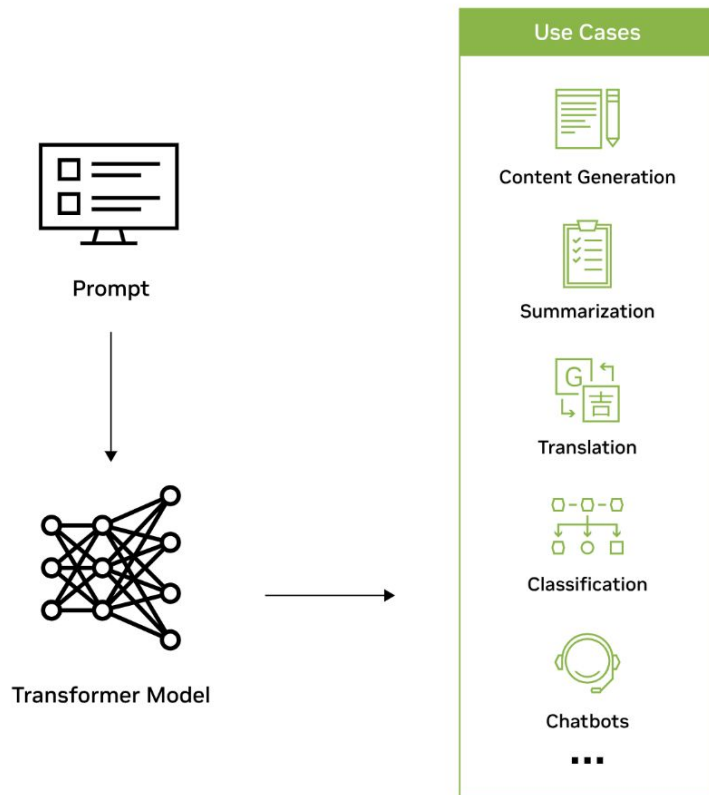 Use Cases
Prompt
Transformer Model
Content Generation
Summarization
G
吉
Translation
Classification
Chatbots
...